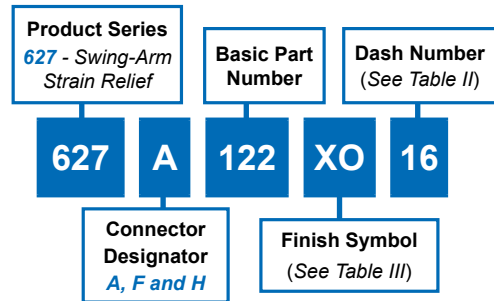 Product Series
627 - Swing-Arm
Strain Relief
Basic Part
Number
Dash Number
(See Table II)
627 A 122 XO 16
Connector
Designator
A, F and H
Finish Symbol
(See Table III)